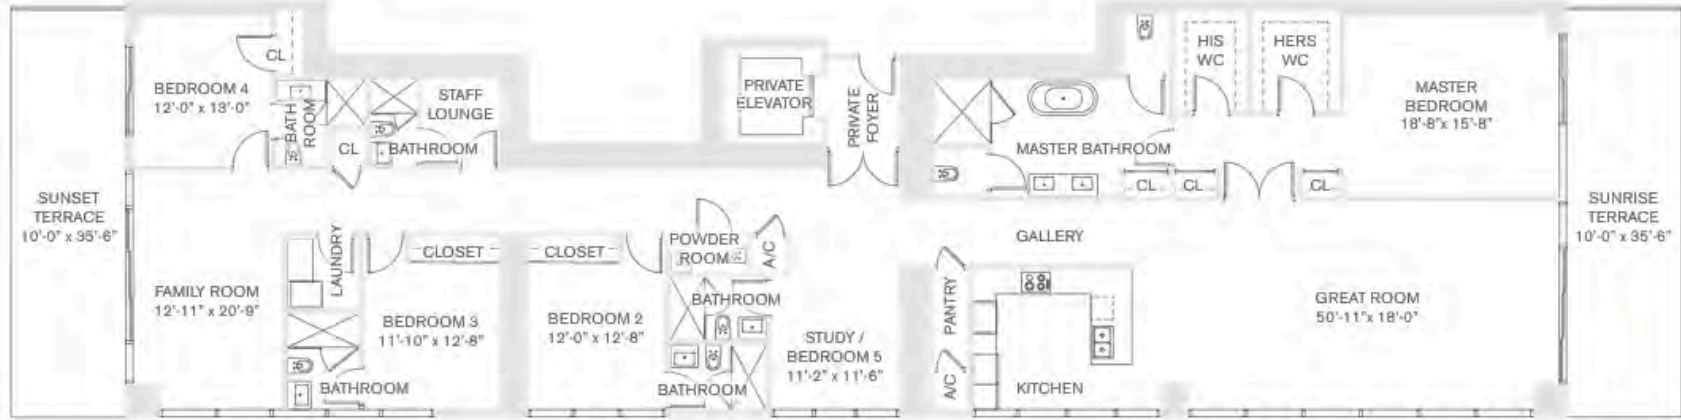 SUNSET
TERRACE
10'-0" x 35'-6"
BEDROOM 4
12'-0" x 13'-0"
CL
BATH
ROOM
CL
STAFF
LOUNGE
BATHROOM
FAMILY ROOM
12'-11" x 20'-9"
LAUNDRY
CLOSET
BEDROOM 3
11'-10" x 12'-8"
BATHROOM
CLOSET
BEDROOM 2
12'-0" x 12'-8"
POWDER
ROOM
A/C
BATHROOM
BATHROOM
STUDY /
BEDROOM 5
11'-2" x 11'-6"
PRIVATE
ELEVATOR
PRIVATE
FOYER
MASTER BATHROOM
CL
CL
CL
HIS
WC
HERS
WC
MASTER
BEDROOM
18'-8"x 15'-8"
GALLERY
PANTRY
A/C
KITCHEN
GREAT ROOM
50'-11"x 18'-0"
SUNRISE
TERRACE
10'-0" x 35'-6"